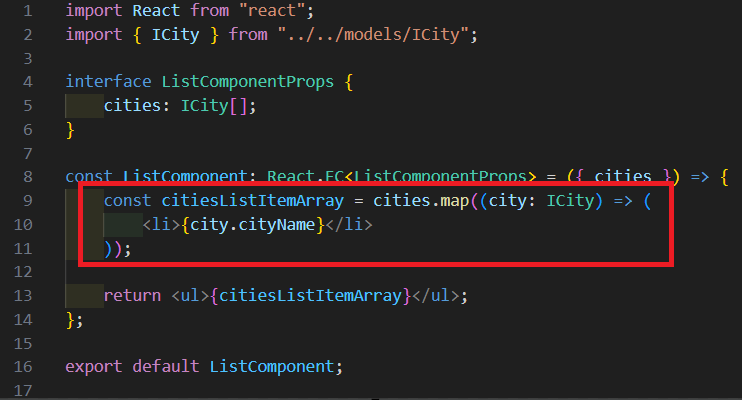 1 import React from "react";
2 import { ICity } from "../../models/ICity";
3
4 interface ListComponentProps {
5     cities: ICity[];
6 }
7
8 const ListComponent: React.FC<ListComponentProps> = ({ cities }) => {
9     const citiesListItemArray = cities.map((city: ICity) => (
10         <li>{city.cityName}</li>
11     ));
12
13     return <ul>{citiesListItemArray}</ul>;
14 };
15
16 export default ListComponent;
17